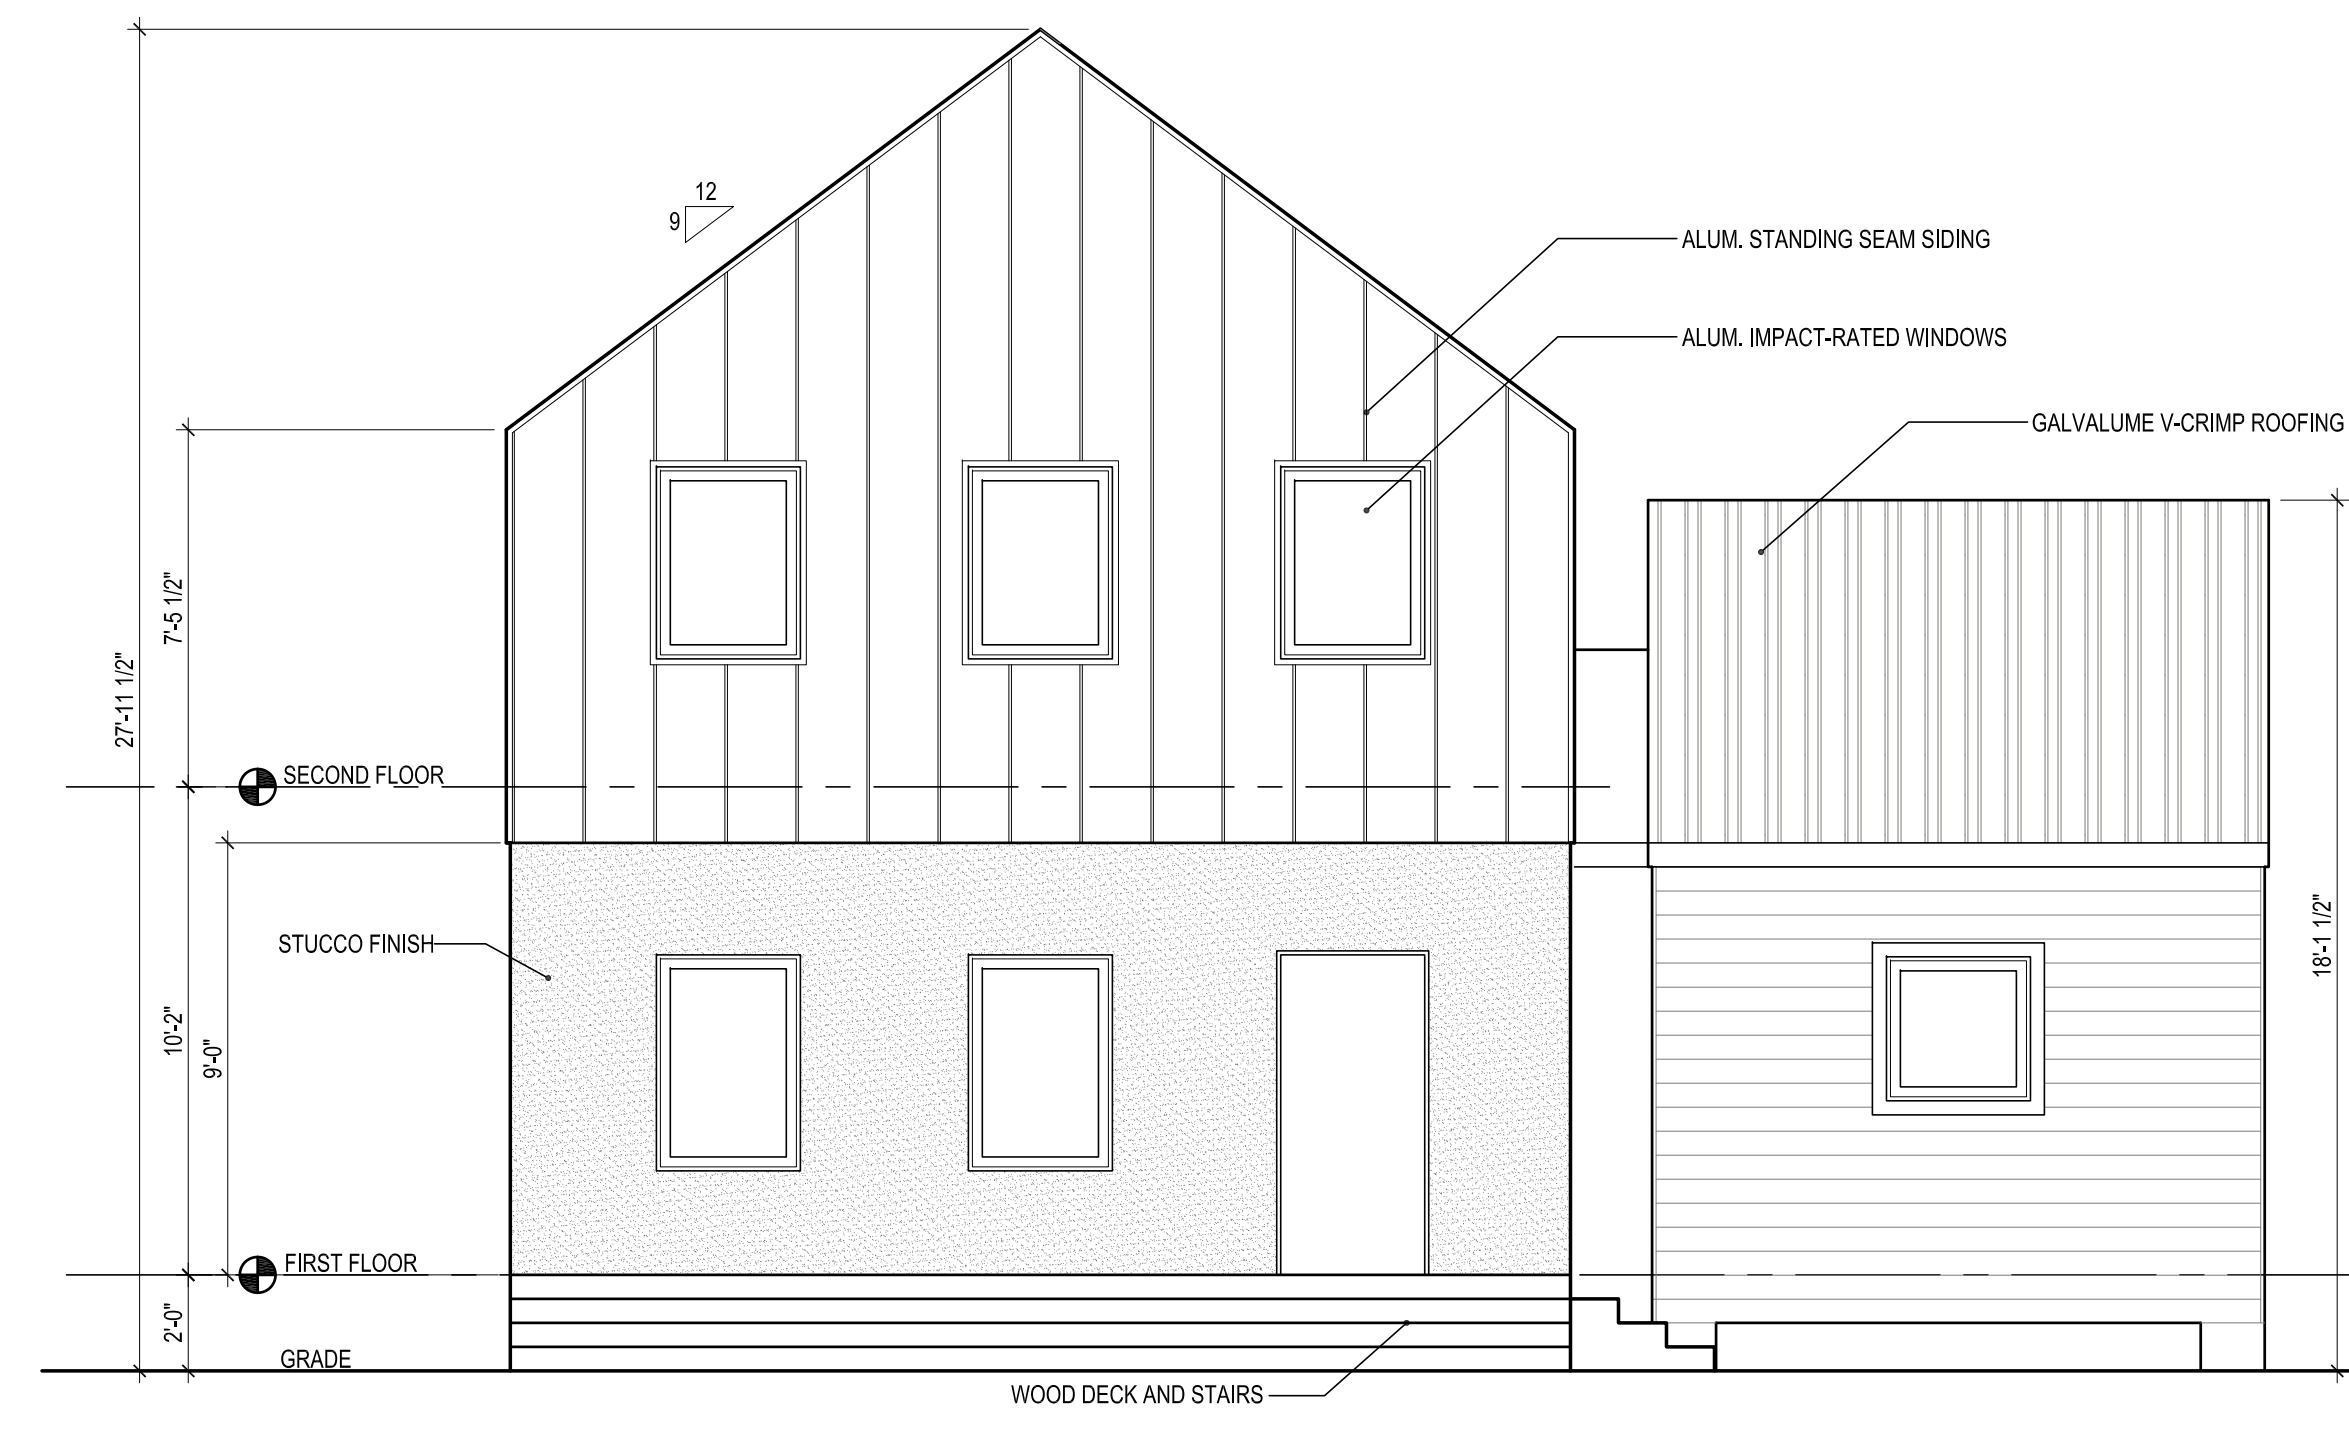 12
9
ALUM. STANDING SEAM SIDING
ALUM. IMPACT-RATED WINDOWS
GALVALUME V-CRIMP ROOFING
7'-5 1/2"
27'-11 1/2"
SECOND FLOOR
STUCCO FINISH
18'-1 1/2"
10'-2"
9'-0"
FIRST FLOOR
2'-0"
GRADE
WOOD DECK AND STAIRS